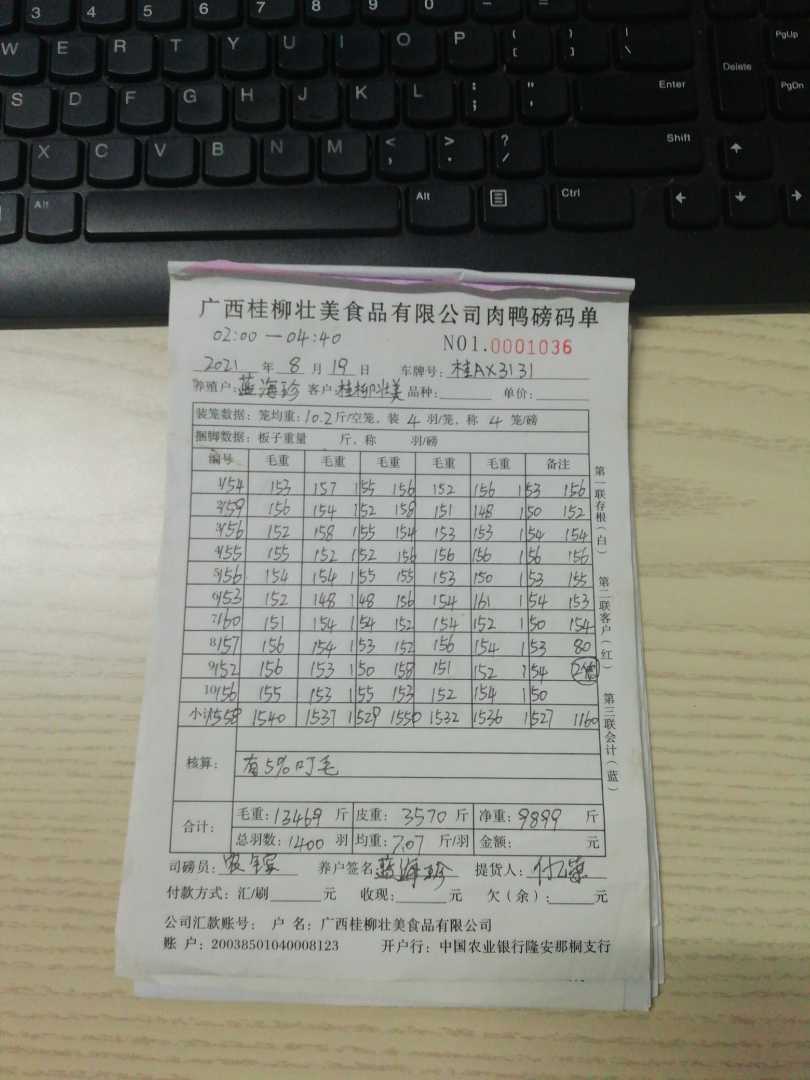 3 4 5 6 7 8 9 0 - + =
W E R T Y U I O P { [ } ] | \ Delete PgUp
S D F G H J K L : ; " ' Enter PgDn
X C V B N M < , > . ? / Shift
Alt Alt Ctrl
广西桂柳壮美食品有限公司肉鸭磅码单
02:00—04:40
NO1.0001036
2021 年 8 月 19 日 车牌号: 桂AX3131
养殖户: 蓝海珍 客户: 桂柳壮美 品种: 单价:
装笼数据: 笼均重: 10.2 斤/空笼, 装 4 羽/笼, 称 4 笼/磅
捆脚数据: 板子重量 斤, 称 羽/磅
编号 毛重 毛重 毛重 毛重 毛重 备注
1 154 153 157 155 156 152 156 153 156
2 159 156 154 152 158 151 148 150 152
3 156 152 158 155 154 153 153 154 154
4 155 155 152 152 156 156 156 156 156
5 156 154 154 155 155 153 150 153 155
6 153 152 148 148 156 154 161 154 153
7 160 151 154 154 152 154 152 150 154
8 157 156 154 153 152 156 154 153 80
9 152 156 153 150 158 151 152 154
10 156 155 153 155 153 152 154 150
小计 1558 1540 1537 1529 1550 1532 1536 1527 1160
核算: 有5%叮毛
合计: 毛重: 13469 斤 皮重: 3570 斤 净重: 9899 斤
总羽数: 1400 羽 均重: 7.07 斤/羽 金额: 元
司磅员: 养户签名 蓝海珍 提货人:
付款方式: 汇/刷 元 收现: 元 欠(余): 元
公司汇款账号: 户 名: 广西桂柳壮美食品有限公司
账 户: 20038501040008123 开户行: 中国农业银行隆安那桐支行
第一联存根(白)
第二联客户(红)
第三联会计(蓝)